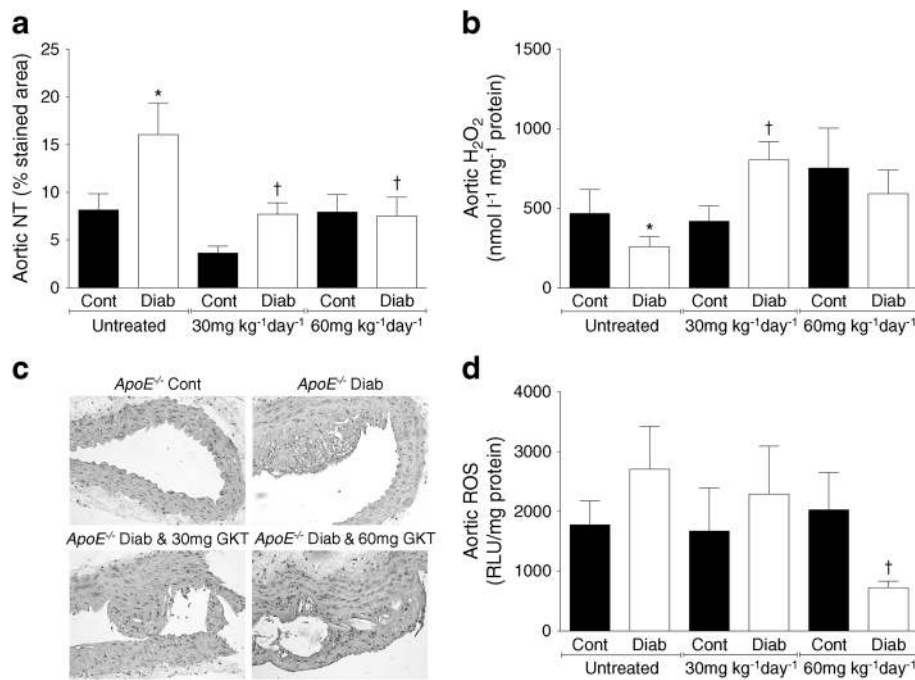 a
Aortic NT (% stained area)
25
20
15
10
5
0
*
†
†
Cont Diab Cont Diab Cont Diab
Untreated 30mg kg⁻¹day⁻¹ 60mg kg⁻¹day⁻¹
b
Aortic H₂O₂
(nmol l⁻¹ mg⁻¹ protein)
1500
1000
500
0
*
†
Cont Diab Cont Diab Cont Diab
Untreated 30mg kg⁻¹day⁻¹ 60mg kg⁻¹day⁻¹
c
ApoE⁻/⁻ Cont ApoE⁻/⁻ Diab
ApoE⁻/⁻ Diab & 30mg GKT ApoE⁻/⁻ Diab & 60mg GKT
d
Aortic ROS
(RLU/mg protein)
4000
3000
2000
1000
0
†
Cont Diab Cont Diab Cont Diab
Untreated 30mg kg⁻¹day⁻¹ 60mg kg⁻¹day⁻¹